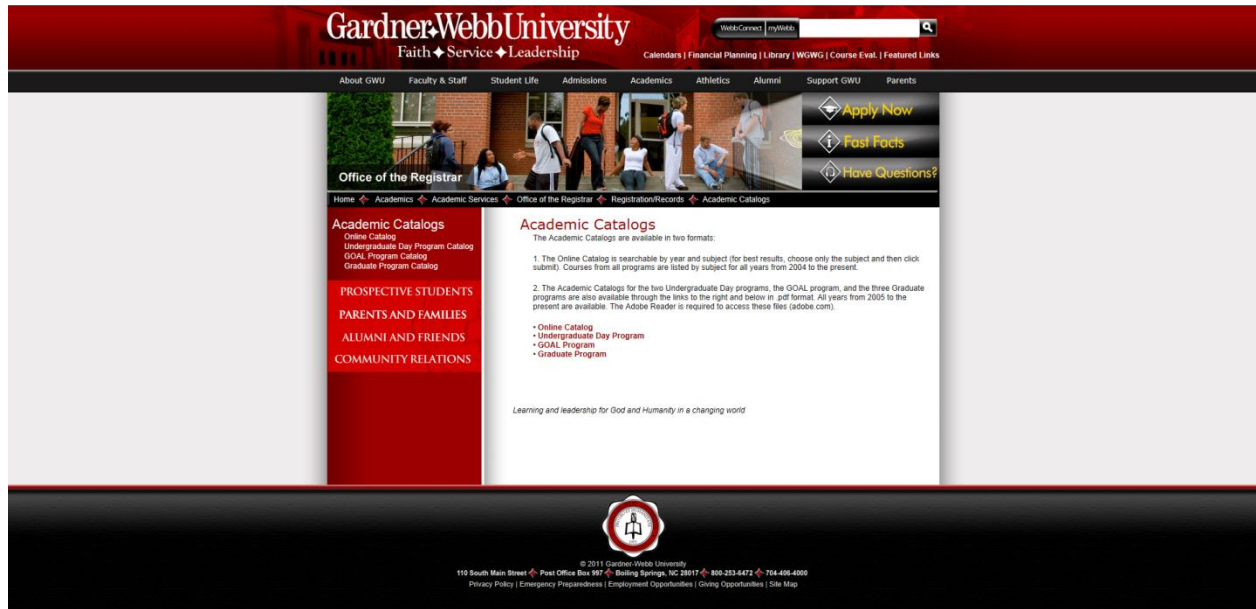 Gardner-Webb University
Faith Service Leadership
WebbConnect myWebb
Calendars | Financial Planning | Library | WGWG | Course Eval. | Featured Links
About GWU Faculty & Staff Student Life Admissions Academics Athletics Alumni Support GWU Parents
Apply Now
Fast Facts
Have Questions?
Office of the Registrar
Home Academics Academic Services Office of the Registrar Registration/Records Academic Catalogs
Academic Catalogs
Online Catalog
Undergraduate Day Program Catalog
GOAL Program Catalog
Graduate Program Catalog
PROSPECTIVE STUDENTS
PARENTS AND FAMILIES
ALUMNI AND FRIENDS
COMMUNITY RELATIONS
Academic Catalogs
The Academic Catalogs are available in two formats:
1. The Online Catalog is searchable by year and subject (for best results, choose only the subject and then click
submit). Courses from all programs are listed by subject for all years from 2004 to the present.
2. The Academic Catalogs for the two Undergraduate Day programs, the GOAL program, and the three Graduate
programs are also available through the links to the right and below in .pdf format. All years from 2005 to the
present are available. The Adobe Reader is required to access these files (adobe.com).
• Online Catalog
• Undergraduate Day Program
• GOAL Program
• Graduate Program
Learning and leadership for God and Humanity in a changing world
© 2011 Gardner-Webb University
110 South Main Street Post Office Box 997 Boiling Springs, NC 28017 800-253-6472 704-406-4000
Privacy Policy | Emergency Preparedness | Employment Opportunities | Giving Opportunities | Site Map